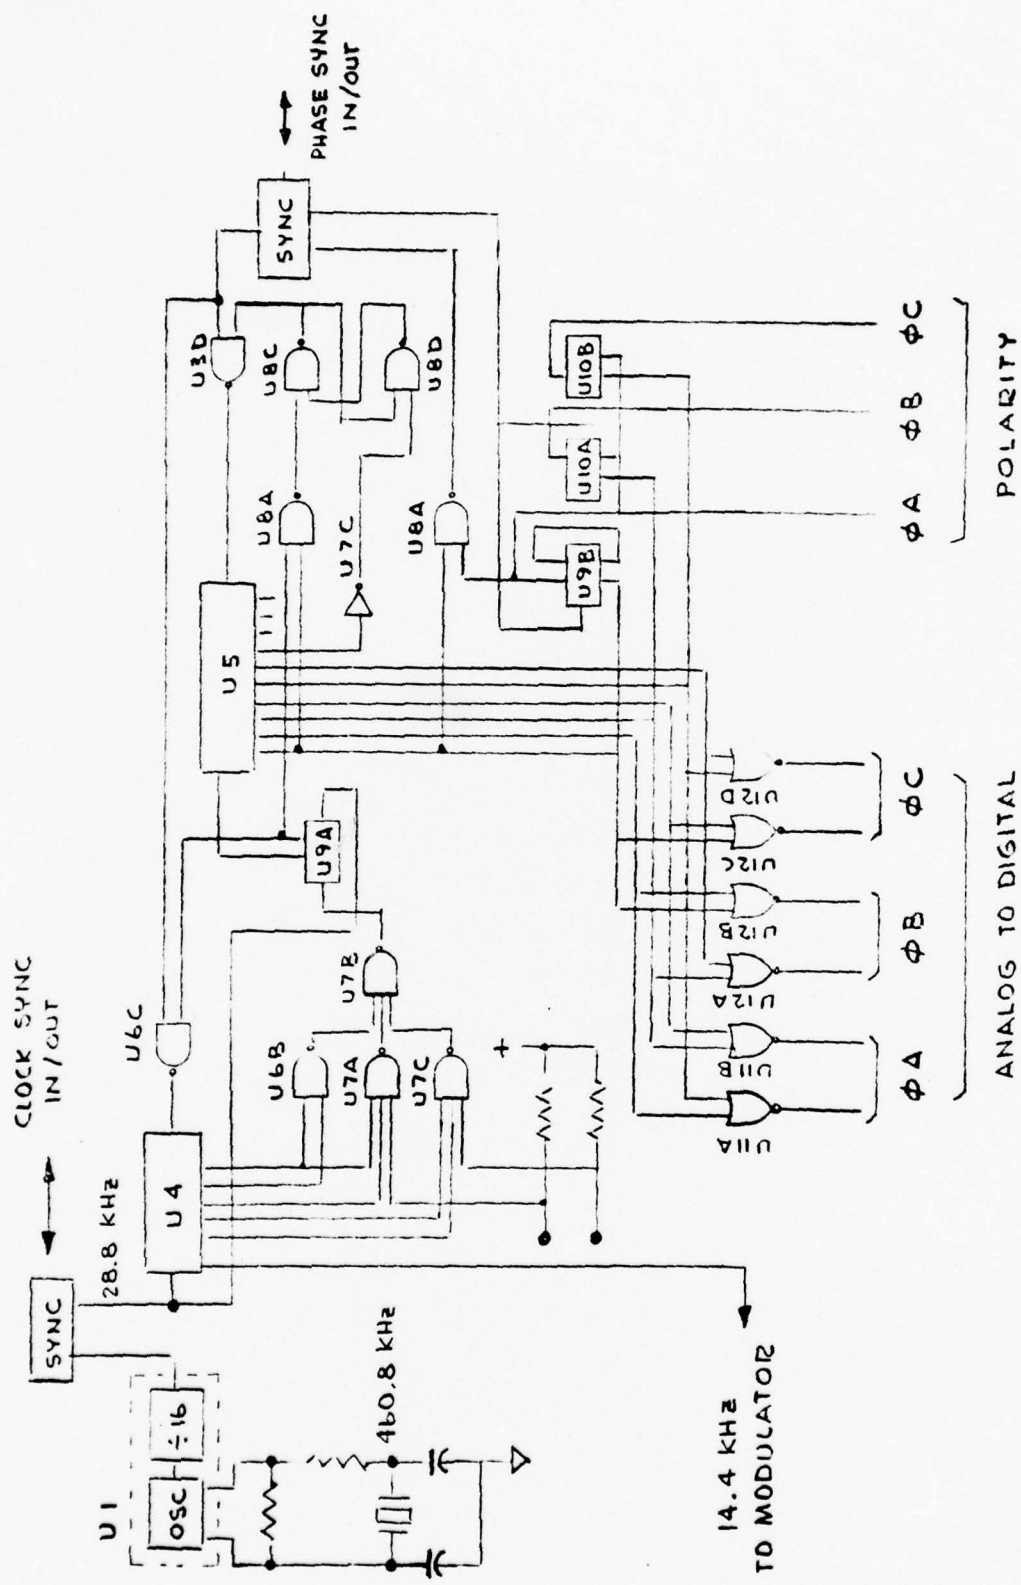 CLOCK SYNC
IN/OUT
SYNC
28.8 KHz
U1
OSC
÷16
460.8 KHz
14.4 KHz
TO MODULATOR
U4
U6C
U6B
U7A
U7C
U7B
+
U9A
U5
U3D
U8C
U8D
U8A
U7C
U8A
SYNC
PHASE SYNC
IN/OUT
U9B
U10A
U10B
U11A
U11B
U12A
U12B
U12C
U12D
ϕA
ϕB
ϕC
ANALOG TO DIGITAL
ϕA
ϕB
ϕC
POLARITY